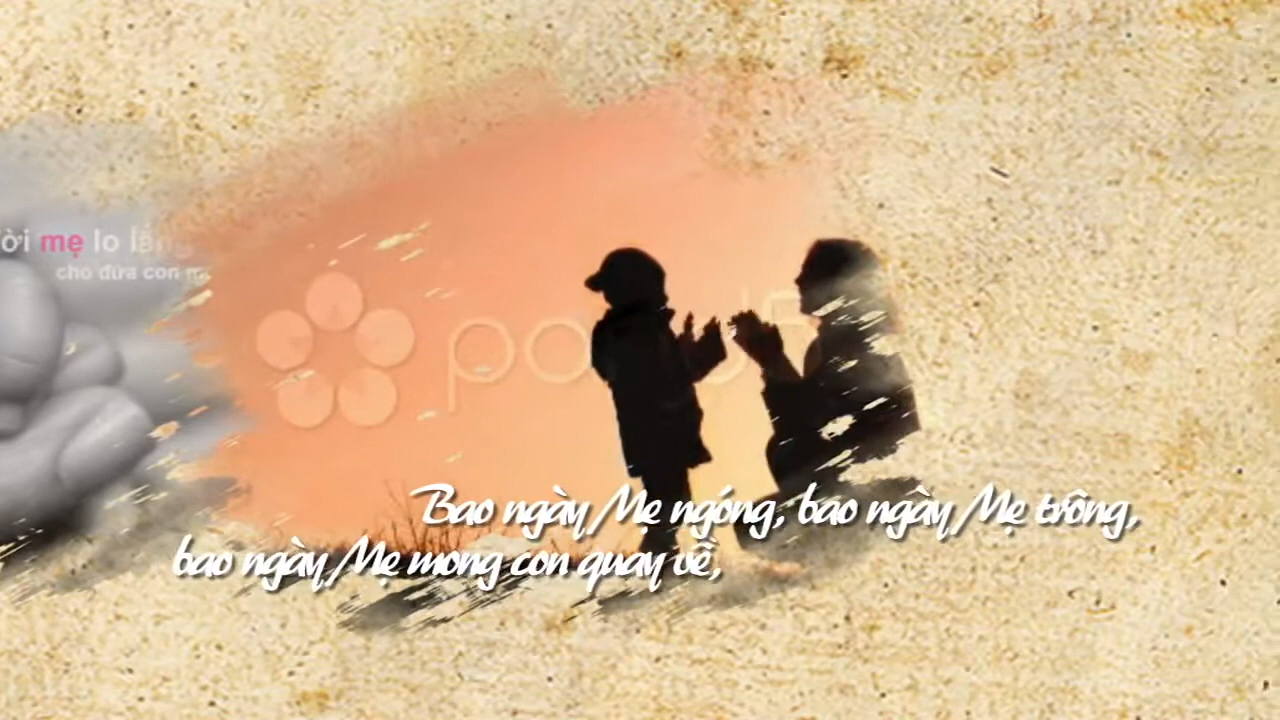 ời mẹ lo lắng
cho đứa con m
Bao ngày Mẹ ngóng, bao ngày Mẹ trông,
bao ngày Mẹ mong con quay về,